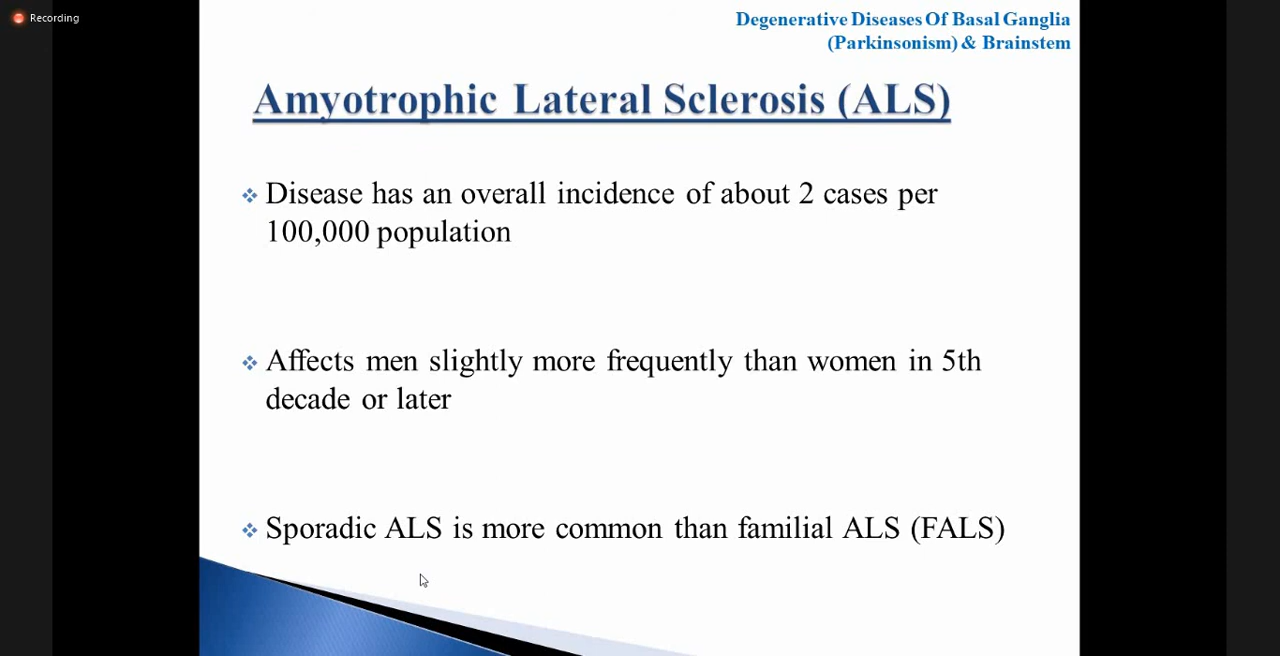 Recording
Degenerative Diseases Of Basal Ganglia
(Parkinsonism) & Brainstem
Amyotrophic Lateral Sclerosis (ALS)
Disease has an overall incidence of about 2 cases per
100,000 population
Affects men slightly more frequently than women in 5th
decade or later
Sporadic ALS is more common than familial ALS (FALS)